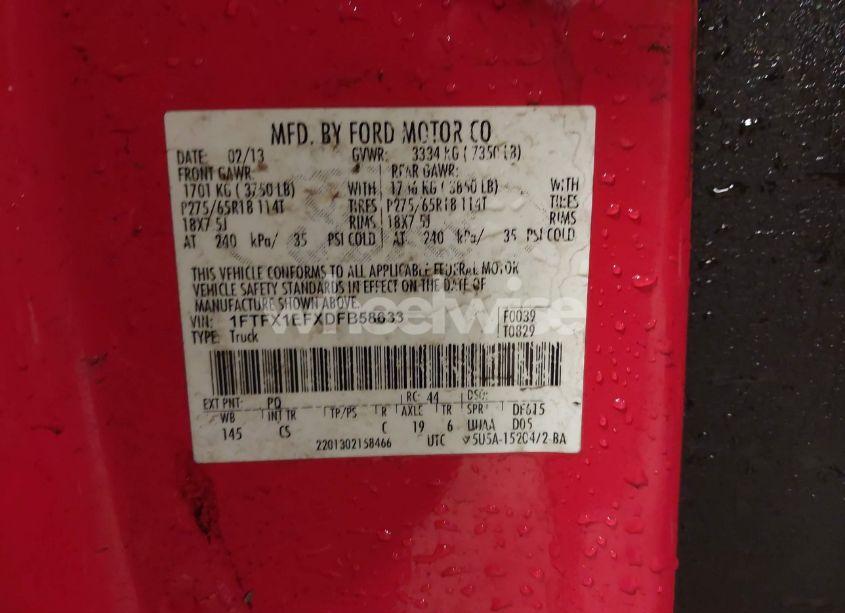 MFD. BY FORD MOTOR CO
DATE: 02/13 GVWR: 3334 KG ( 7350 LB)
FRONT GAWR: REAR GAWR:
1701 KG ( 3750 LB) WITH 1746 KG ( 3850 LB) WITH
P275/65R18 114T TIRES P275/65R18 114T TIRES
18X7.5J RIMS 18X7.5J RIMS
AT 240 kPa/ 35 PSI COLD AT 240 kPa/ 35 PSI COLD
THIS VEHICLE CONFORMS TO ALL APPLICABLE FEDERAL MOTOR
VEHICLE SAFETY STANDARDS IN EFFECT ON THE DATE OF
MANUFACTURE SHOWN ABOVE.
VIN: 1FTFX1EFXDFB58633 F0039
TYPE: Truck T0829
EXT PNT: PQ RC: 44 DSO:
WB INT TR TP/PS R AXLE TR SPR DF615
145 CS C 19 6 UUAA D05
2201302158466 UTC
wheelwise